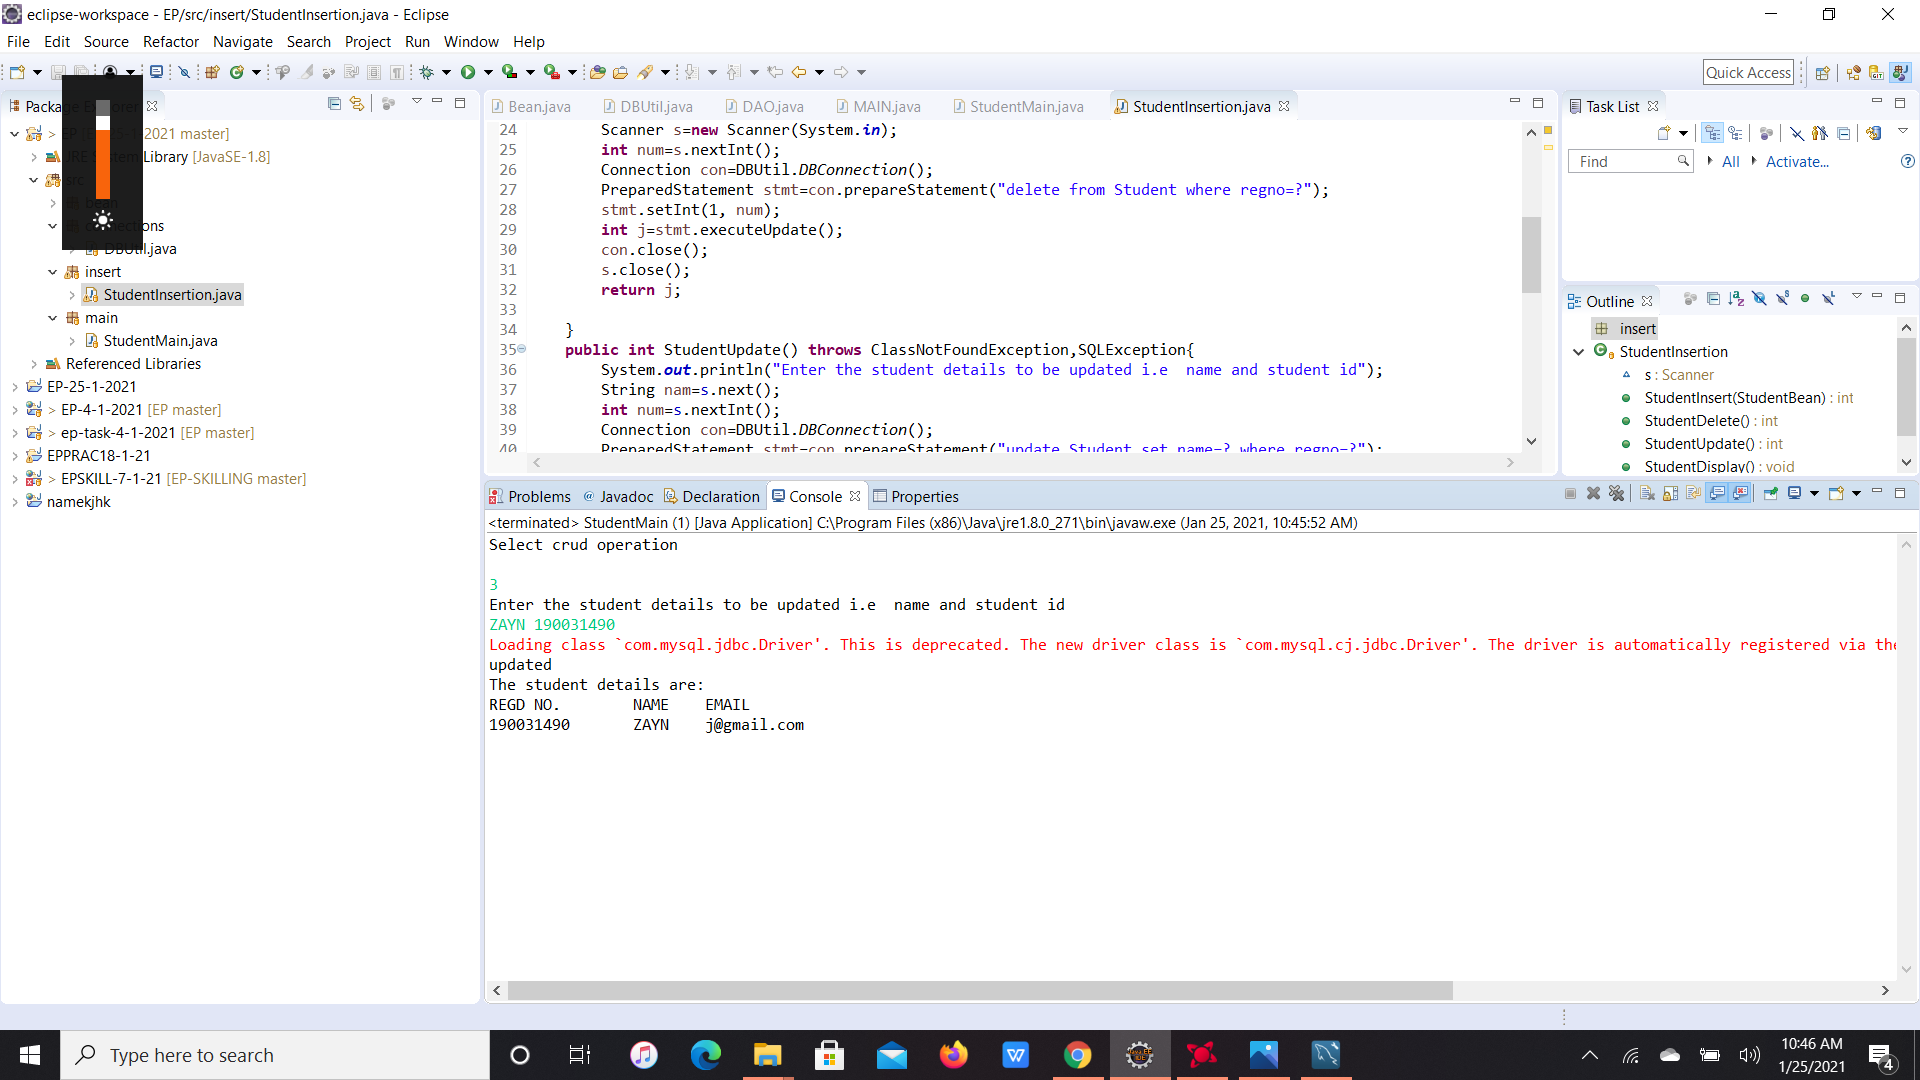 eclipse-workspace - EP/src/insert/StudentInsertion.java - Eclipse
File Edit Source Refactor Navigate Search Project Run Window Help
Quick Access
Package
> EP 25-1-2021 master]
Library [JavaSE-1.8]
DBUtil.java
insert
StudentInsertion.java
main
StudentMain.java
Referenced Libraries
EP-25-1-2021
> EP-4-1-2021 [EP master]
> ep-task-4-1-2021 [EP master]
EPPRAC18-1-21
> EPSKILL-7-1-21 [EP-SKILLING master]
namekjhk
Bean.java DBUtil.java DAO.java MAIN.java StudentMain.java StudentInsertion.java
24 Scanner s=new Scanner(System.in);
25 int num=s.nextInt();
26 Connection con=DBUtil.DBConnection();
27 PreparedStatement stmt=con.prepareStatement("delete from Student where regno=?");
28 stmt.setInt(1, num);
29 int j=stmt.executeUpdate();
30 con.close();
31 s.close();
32 return j;
33
34 }
35 public int StudentUpdate() throws ClassNotFoundException,SQLException{
36 System.out.println("Enter the student details to be updated i.e  name and student id");
37 String nam=s.next();
38 int num=s.nextInt();
39 Connection con=DBUtil.DBConnection();
40 PreparedStatement stmt=con.prepareStatement("update Student set name=? where regno=?");
Task List
Find All Activate...
Outline
insert
StudentInsertion
s : Scanner
StudentInsert(StudentBean) : int
StudentDelete() : int
StudentUpdate() : int
StudentDisplay() : void
Problems @ Javadoc Declaration Console Properties
<terminated> StudentMain (1) [Java Application] C:\Program Files (x86)\Java\jre1.8.0_271\bin\javaw.exe (Jan 25, 2021, 10:45:52 AM)
Select crud operation
3
Enter the student details to be updated i.e  name and student id
ZAYN 190031490
Loading class `com.mysql.jdbc.Driver'. This is deprecated. The new driver class is `com.mysql.cj.jdbc.Driver'. The driver is automatically registered via the
updated
The student details are:
REGD NO. NAME EMAIL
190031490 ZAYN j@gmail.com
Type here to search
10:46 AM
1/25/2021
4